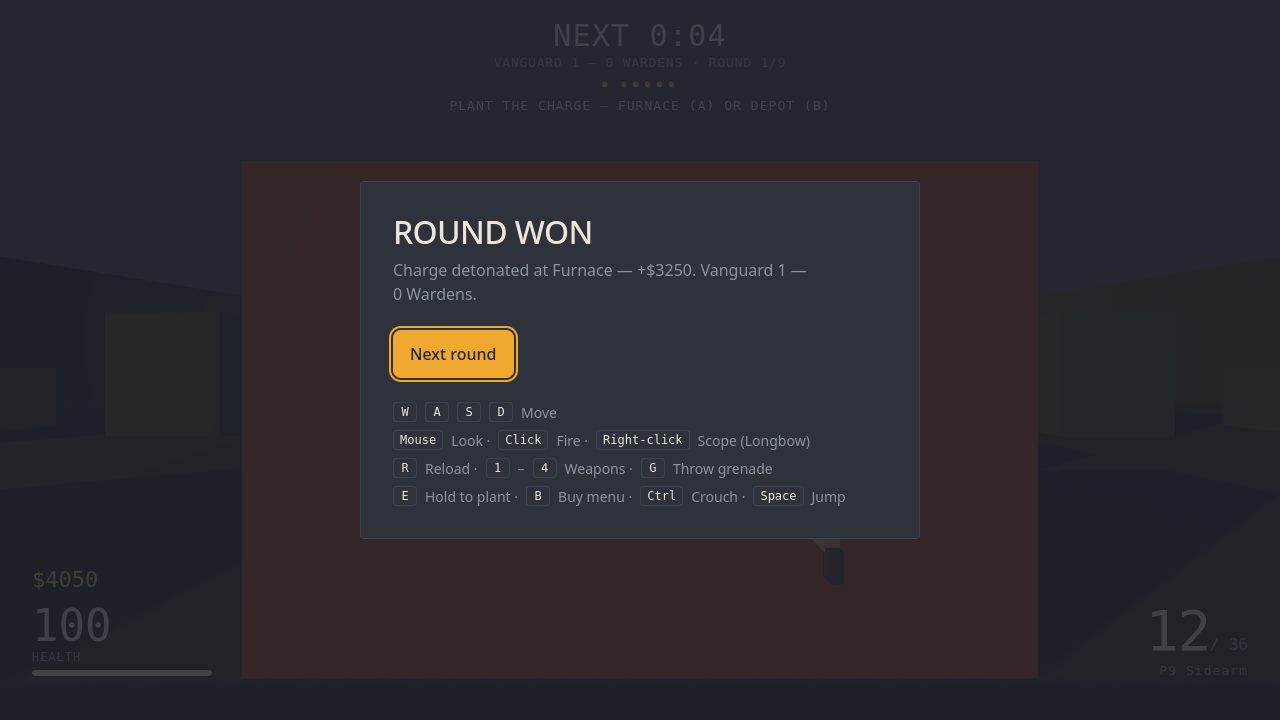 NEXT 0:04
VANGUARD 1 — 0 WARDENS · ROUND 1/9
PLANT THE CHARGE — FURNACE (A) OR DEPOT (B)
ROUND WON
Charge detonated at Furnace — +$3250. Vanguard 1 —
0 Wardens.
Next round
W A S D Move
Mouse Look · Click Fire · Right-click Scope (Longbow)
R Reload · 1 – 4 Weapons · G Throw grenade
E Hold to plant · B Buy menu · Ctrl Crouch · Space Jump
$4050
100
HEALTH
12 / 36
P9 Sidearm